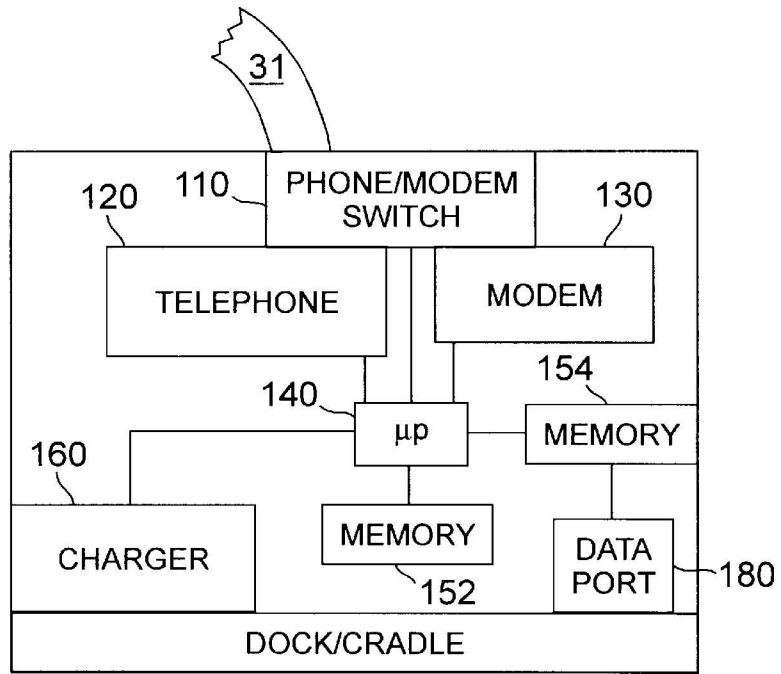 31
110
PHONE/MODEM
SWITCH
120
130
TELEPHONE
MODEM
154
140
μp
MEMORY
160
CHARGER
MEMORY
152
DATA
PORT
180
DOCK/CRADLE